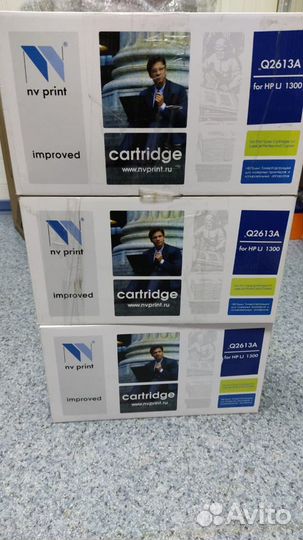 nv print
improved
cartridge
www.nvprint.ru
Q2613A
for HP LJ 1300
nv print
improved
cartridge
www.nvprint.ru
Q2613A
for HP LJ 1300
nv print
improved
cartridge
www.nvprint.ru
Q2613A
for HP LJ 1300
Avito